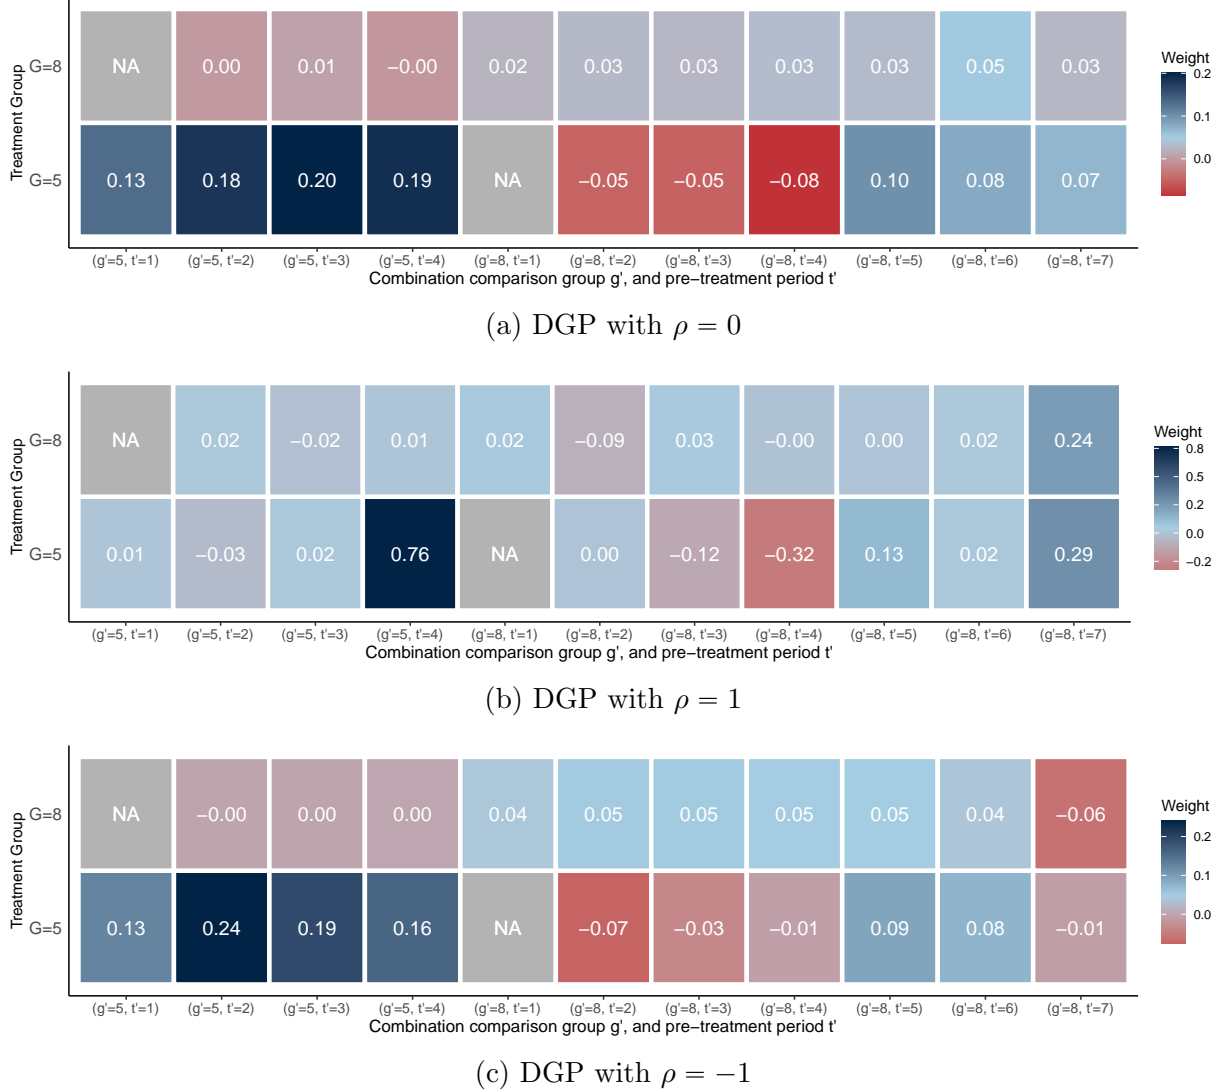 Treatment Group
G=8
NA 0.00 0.01 −0.00 0.02 0.03 0.03 0.03 0.03 0.05 0.03
G=5
0.13 0.18 0.20 0.19 NA −0.05 −0.05 −0.08 0.10 0.08 0.07
(g'=5, t'=1) (g'=5, t'=2) (g'=5, t'=3) (g'=5, t'=4) (g'=8, t'=1) (g'=8, t'=2) (g'=8, t'=3) (g'=8, t'=4) (g'=8, t'=5) (g'=8, t'=6) (g'=8, t'=7)
Combination comparison group g', and pre−treatment period t'
Weight
0.2
0.1
0.0
(a) DGP with ρ = 0
Treatment Group
G=8
NA 0.02 −0.02 0.01 0.02 −0.09 0.03 −0.00 0.00 0.02 0.24
G=5
0.01 −0.03 0.02 0.76 NA 0.00 −0.12 −0.32 0.13 0.02 0.29
(g'=5, t'=1) (g'=5, t'=2) (g'=5, t'=3) (g'=5, t'=4) (g'=8, t'=1) (g'=8, t'=2) (g'=8, t'=3) (g'=8, t'=4) (g'=8, t'=5) (g'=8, t'=6) (g'=8, t'=7)
Combination comparison group g', and pre−treatment period t'
Weight
0.8
0.5
0.2
0.0
−0.2
(b) DGP with ρ = 1
Treatment Group
G=8
NA −0.00 0.00 0.00 0.04 0.05 0.05 0.05 0.05 0.04 −0.06
G=5
0.13 0.24 0.19 0.16 NA −0.07 −0.03 −0.01 0.09 0.08 −0.01
(g'=5, t'=1) (g'=5, t'=2) (g'=5, t'=3) (g'=5, t'=4) (g'=8, t'=1) (g'=8, t'=2) (g'=8, t'=3) (g'=8, t'=4) (g'=8, t'=5) (g'=8, t'=6) (g'=8, t'=7)
Combination comparison group g', and pre−treatment period t'
Weight
0.2
0.1
0.0
(c) DGP with ρ = −1